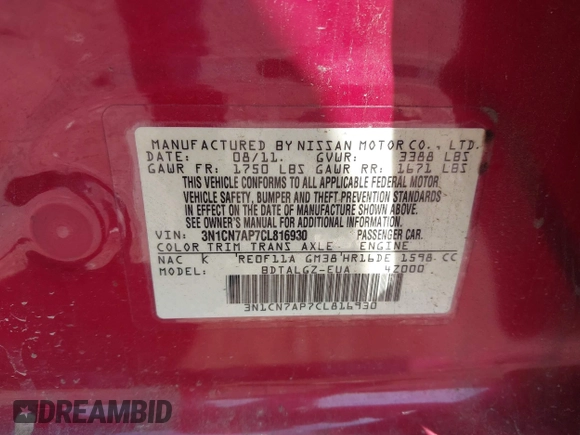 MANUFACTURED BY NISSAN MOTOR CO., LTD.
DATE: 08/11. GVWR: 3388 LBS
GAWR FR: 1750 LBS GAWR RR: 1671 LBS
THIS VEHICLE CONFORMS TO ALL APPLICABLE FEDERAL MOTOR
VEHICLE SAFETY, BUMPER AND THEFT PREVENTION STANDARDS
IN EFFECT ON THE DATE OF MANUFACTURE SHOWN ABOVE.
SEE OWNER'S MANUAL FOR ADDITIONAL INFORMATION.
VIN: 3N1CN7AP7CL816930 PASSENGER CAR.
COLOR TRIM TRANS AXLE ENGINE
NAC K 'RE0F11A GM38'HR16DE 1598 CC
MODEL: BDTALGZ-EUA 4Z000
3N1CN7AP7CL816930
DREAMBID